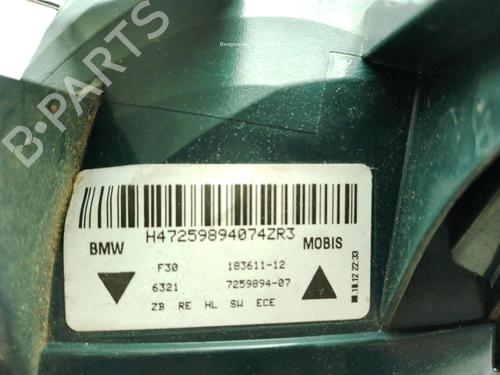 B-PARTS
H47259894074ZR3
BMW
MOBIS
F30 183611-12
6321 7259894-07
ZB RE HL SW ECE